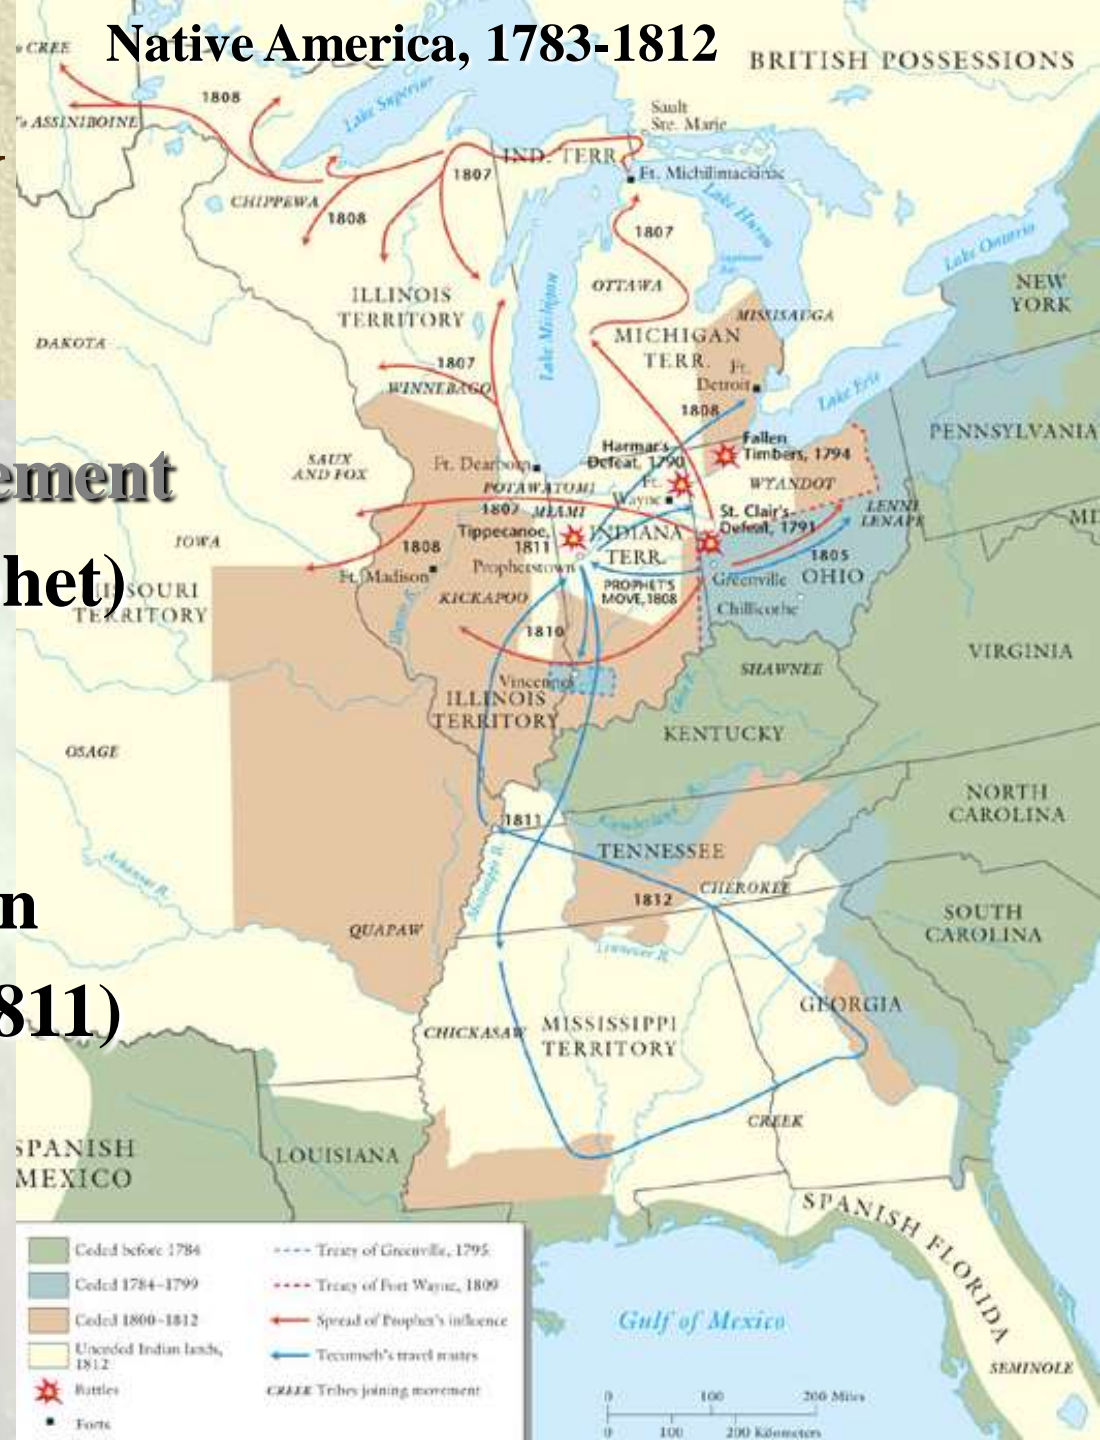 Native America, 1783-1812
BRITISH POSSESSIONS
CREE
1808
Lake Superior
ASSINIBOINE
Sault
Ste. Marie
IND. TERR.
Ft. Michilimackinac
1807
CHIPPEWA
1808
Lake Huron
1807
Lake Ontario
OTTAWA
NEW
YORK
ILLINOIS
TERRITORY
Lake Michigan
MISSISAUGA
MICHIGAN
TERR.
DAKOTA
1807
WINNEBAGO
Ft.
Detroit
Lake Erie
1808
PENNSYLVANIA
Harmar's
Defeat, 1790
Fallen
Timbers, 1794
SAUX
AND FOX
Ft. Dearborn
ement
POTAWATOMI
Ft.
Wayne
WYANDOT
1807
MIAMI
St. Clair's
Defeat, 1791
LENNI
LENAPE
MD
Tippecanoe,
1811
INDIANA
TERR.
IOWA
1808
Prophetstown
1805
Ft. Madison
PROPHET'S
MOVE, 1808
Greenville
OHIO
het)
MISSOURI
TERRITORY
KICKAPOO
Chillicothe
Illinois R.
1810
VIRGINIA
SHAWNEE
Vincennes
ILLINOIS
TERRITORY
KENTUCKY
OSAGE
NORTH
CAROLINA
1811
Cumberland R.
TENNESSEE
Mississippi R.
Arkansas R.
CHEROKEE
1812
n
QUAPAW
SOUTH
CAROLINA
Tennessee R.
811)
GEORGIA
CHICKASAW
MISSISSIPPI
TERRITORY
CREEK
SPANISH
MEXICO
LOUISIANA
SPANISH FLORIDA
SEMINOLE
Gulf of Mexico
Ceded before 1784
Ceded 1784–1799
Ceded 1800–1812
Unceded Indian lands,
1812
Battles
Forts
Treaty of Greenville, 1795
Treaty of Fort Wayne, 1809
Spread of Prophet's influence
Tecumseh's travel routes
CREEK Tribes joining movement
0 100 200 Miles
0 100 200 Kilometers